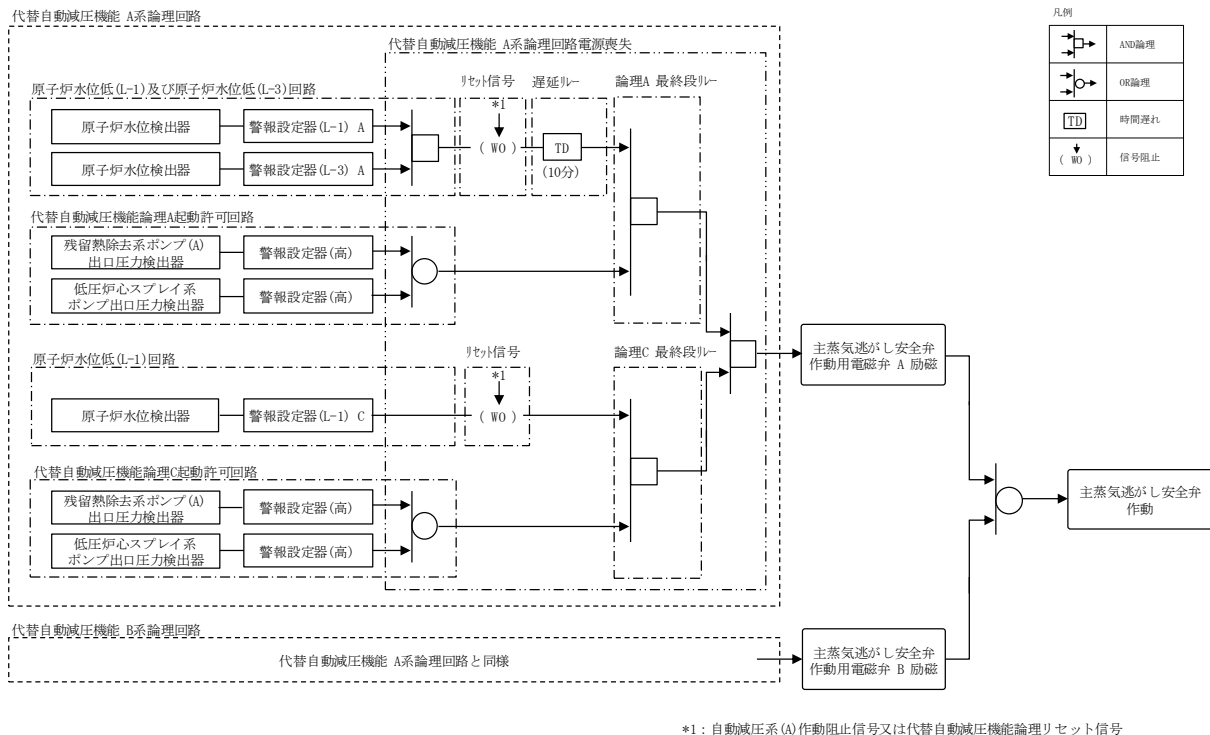 代替自動減圧機能 A系論理回路
代替自動減圧機能 A系論理回路電源喪失
原子炉水位低(L-1)及び原子炉水位低(L-3)回路
リセット信号
遅延リレー
論理A 最終段リレー
*1
原子炉水位検出器
警報設定器(L-1) A
( WO )
TD
(10分)
原子炉水位検出器
警報設定器(L-3) A
代替自動減圧機能論理A起動許可回路
残留熱除去系ポンプ(A)
出口圧力検出器
警報設定器(高)
低圧炉心スプレイ系
ポンプ出口圧力検出器
警報設定器(高)
原子炉水位低(L-1)回路
リセット信号
論理C 最終段リレー
*1
原子炉水位検出器
警報設定器(L-1) C
( WO )
代替自動減圧機能論理C起動許可回路
残留熱除去系ポンプ(A)
出口圧力検出器
警報設定器(高)
低圧炉心スプレイ系
ポンプ出口圧力検出器
警報設定器(高)
主蒸気逃がし安全弁
作動用電磁弁 A 励磁
主蒸気逃がし安全弁
作動
代替自動減圧機能 B系論理回路
代替自動減圧機能 A系論理回路と同様
主蒸気逃がし安全弁
作動用電磁弁 B 励磁
凡例
AND論理
OR論理
TD
時間遅れ
( WO )
信号阻止
*1：自動減圧系(A)作動阻止信号又は代替自動減圧機能論理リセット信号